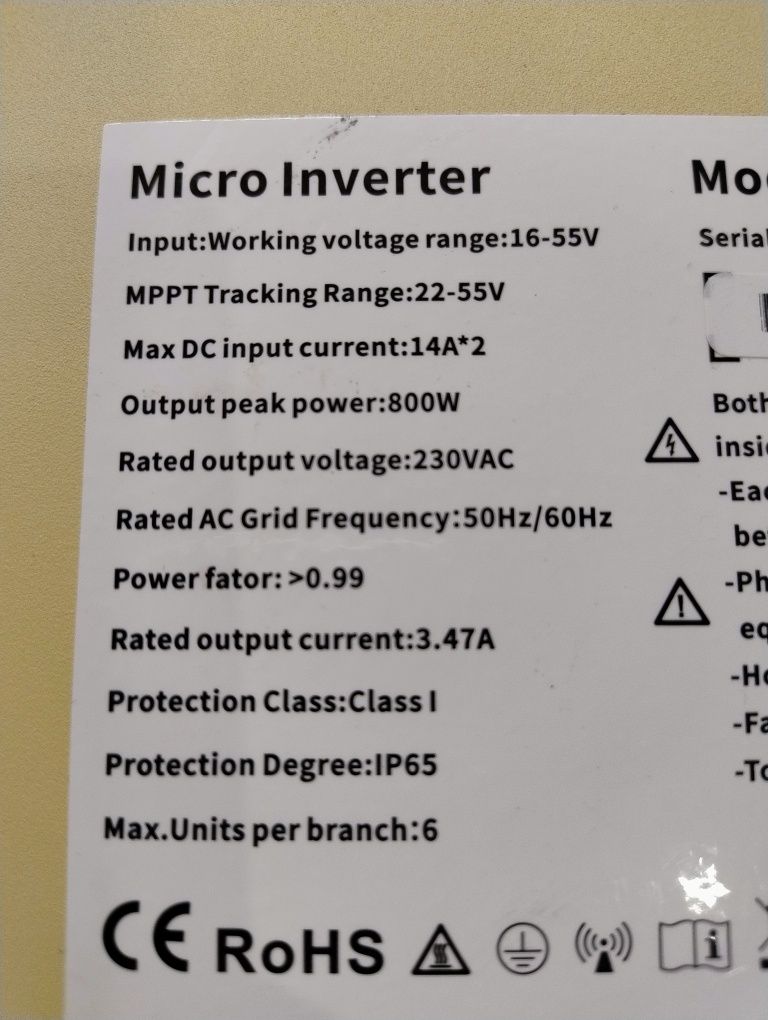 Micro Inverter
Input:Working voltage range:16-55V
MPPT Tracking Range:22-55V
Max DC input current:14A*2
Output peak power:800W
Rated output voltage:230VAC
Rated AC Grid Frequency:50Hz/60Hz
Power fator: >0.99
Rated output current:3.47A
Protection Class:Class I
Protection Degree:IP65
Max.Units per branch:6
CE RoHS
Serial
Both